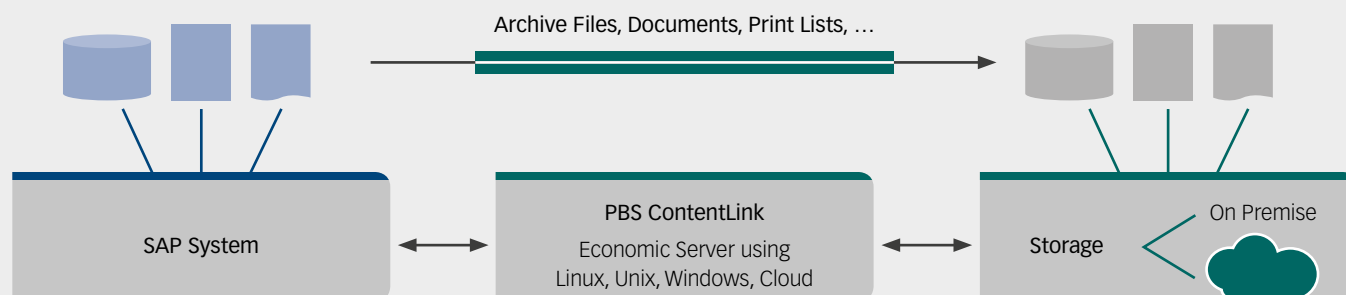 Archive Files, Documents, Print Lists, …
SAP System
PBS ContentLink
Economic Server using
Linux, Unix, Windows, Cloud
Storage
On Premise